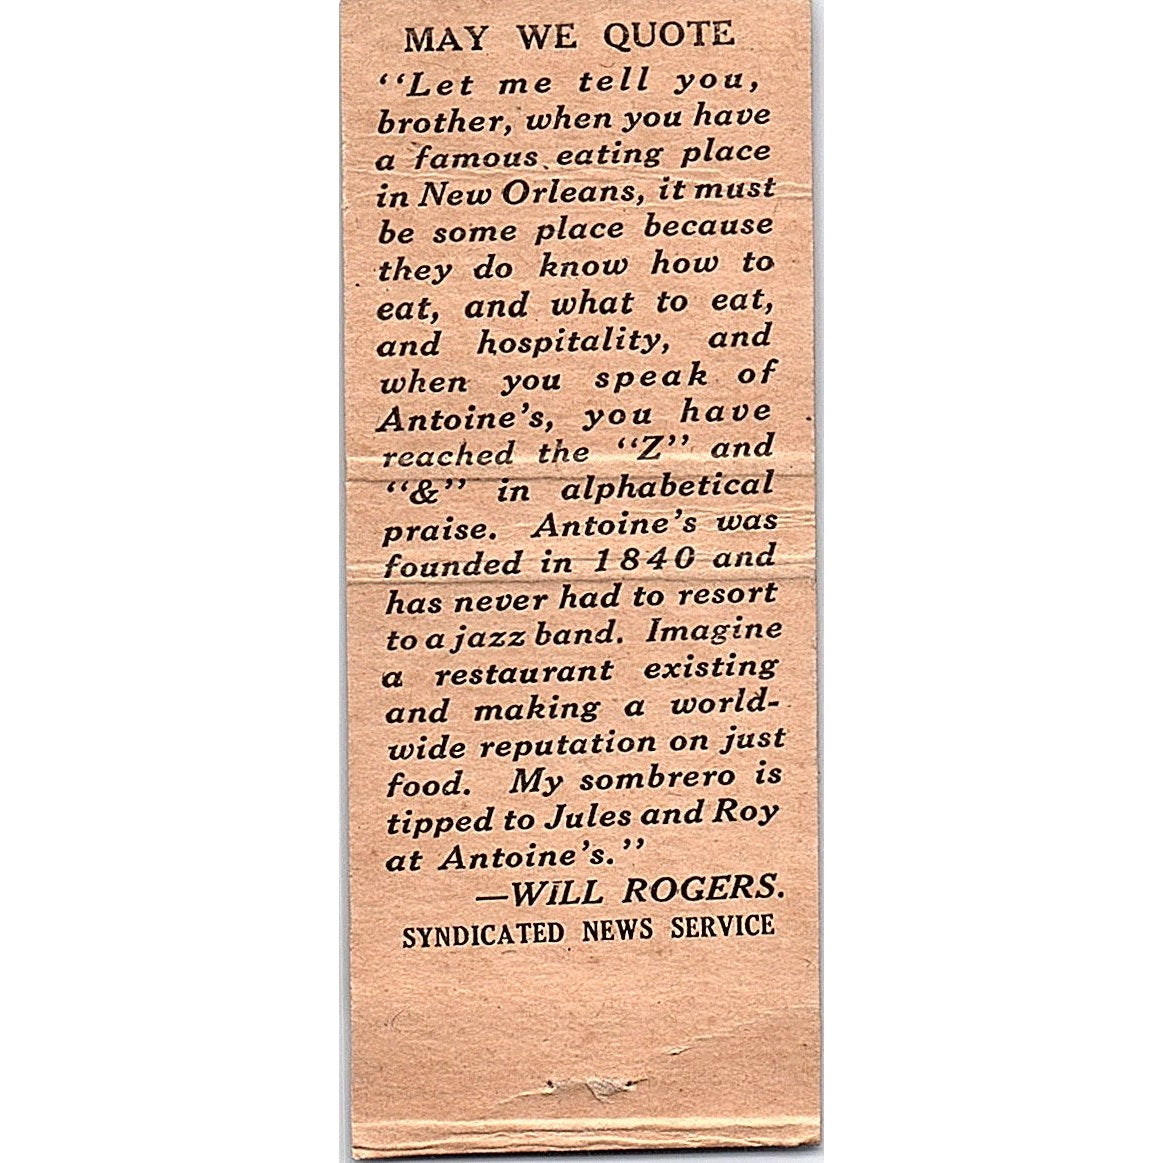 MAY WE QUOTE
“Let me tell you,
brother, when you have
a famous eating place
in New Orleans, it must
be some place because
they do know how to
eat, and what to eat,
and hospitality, and
when you speak of
Antoine’s, you have
reached the “Z” and
“&” in alphabetical
praise. Antoine’s was
founded in 1840 and
has never had to resort
to a jazz band. Imagine
a restaurant existing
and making a world-
wide reputation on just
food. My sombrero is
tipped to Jules and Roy
at Antoine’s.”
—WILL ROGERS.
SYNDICATED NEWS SERVICE